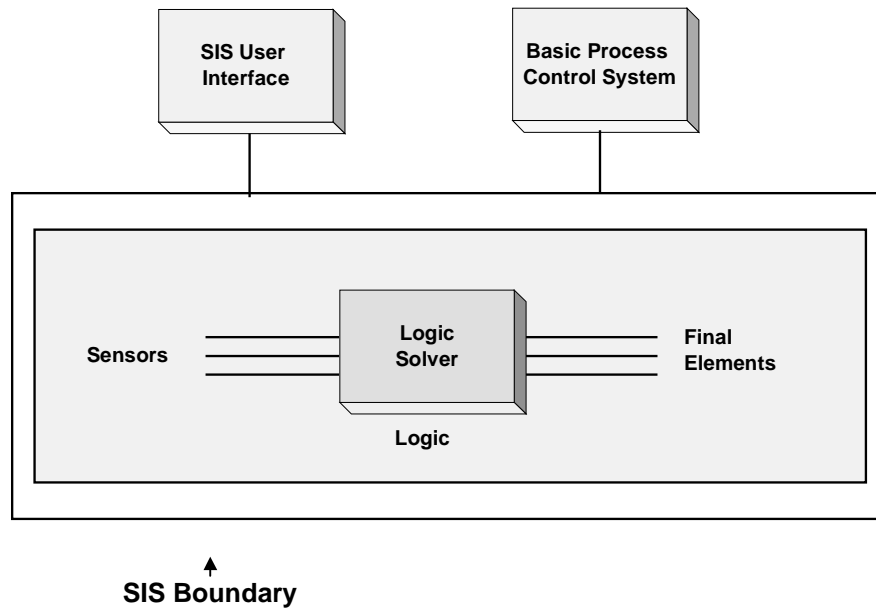 SIS User
Interface
Basic Process
Control System
Sensors
Logic
Solver
Final
Elements
Logic
SIS Boundary